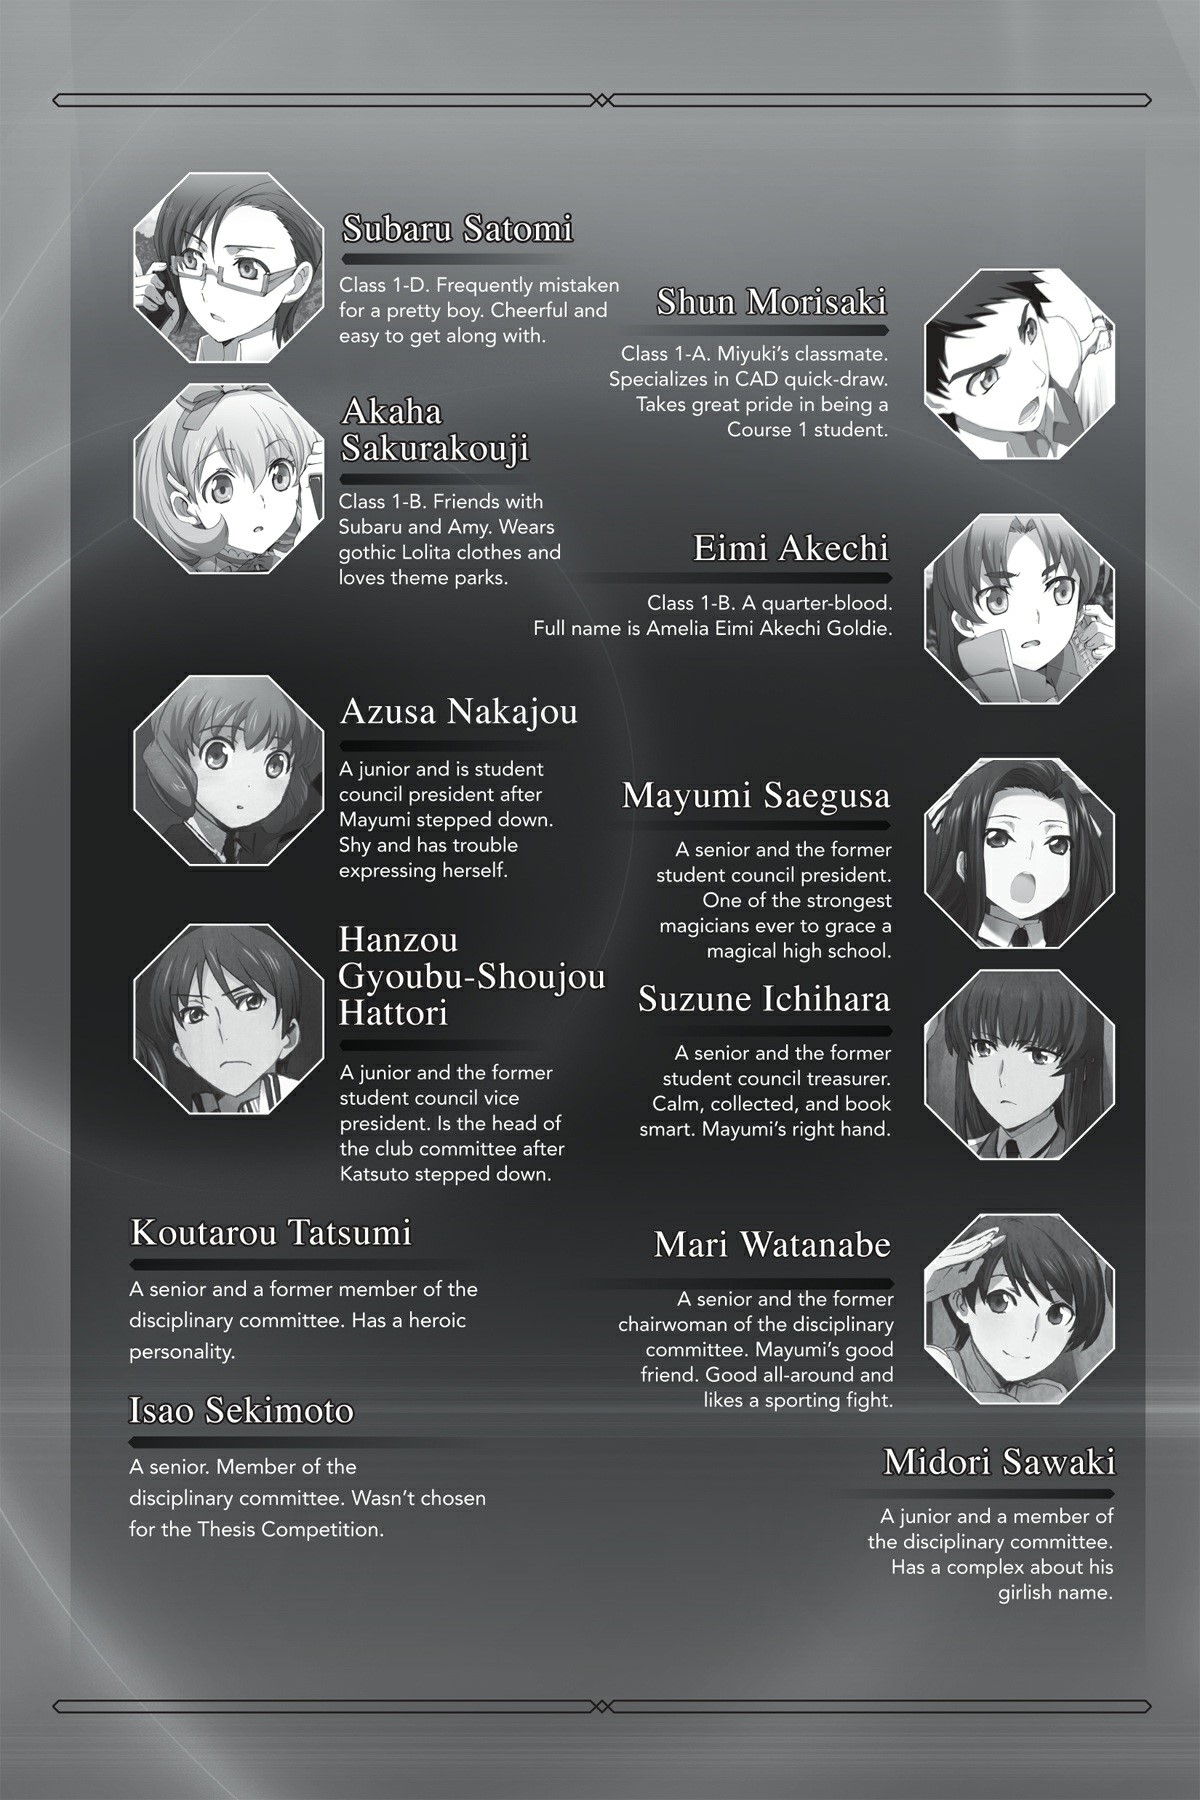 Subaru Satomi
Class 1-D. Frequently mistaken
for a pretty boy. Cheerful and
easy to get along with.
Shun Morisaki
Class 1-A. Miyuki's classmate.
Specializes in CAD quick-draw.
Takes great pride in being a
Course 1 student.
Akaha
Sakurakouji
Class 1-B. Friends with
Subaru and Amy. Wears
gothic Lolita clothes and
loves theme parks.
Eimi Akechi
Class 1-B. A quarter-blood.
Full name is Amelia Eimi Akechi Goldie.
Azusa Nakajou
A junior and is student
council president after
Mayumi stepped down.
Shy and has trouble
expressing herself.
Mayumi Saegusa
A senior and the former
student council president.
One of the strongest
magicians ever to grace a
magical high school.
Hanzou
Gyoubu-Shoujou
Hattori
A junior and the former
student council vice
president. Is the head of
the club committee after
Katsuto stepped down.
Suzune Ichihara
A senior and the former
student council treasurer.
Calm, collected, and book
smart. Mayumi's right hand.
Koutarou Tatsumi
A senior and a former member of the
disciplinary committee. Has a heroic
personality.
Mari Watanabe
A senior and the former
chairwoman of the disciplinary
committee. Mayumi's good
friend. Good all-around and
likes a sporting fight.
Isao Sekimoto
A senior. Member of the
disciplinary committee. Wasn't chosen
for the Thesis Competition.
Midori Sawaki
A junior and a member of
the disciplinary committee.
Has a complex about his
girlish name.